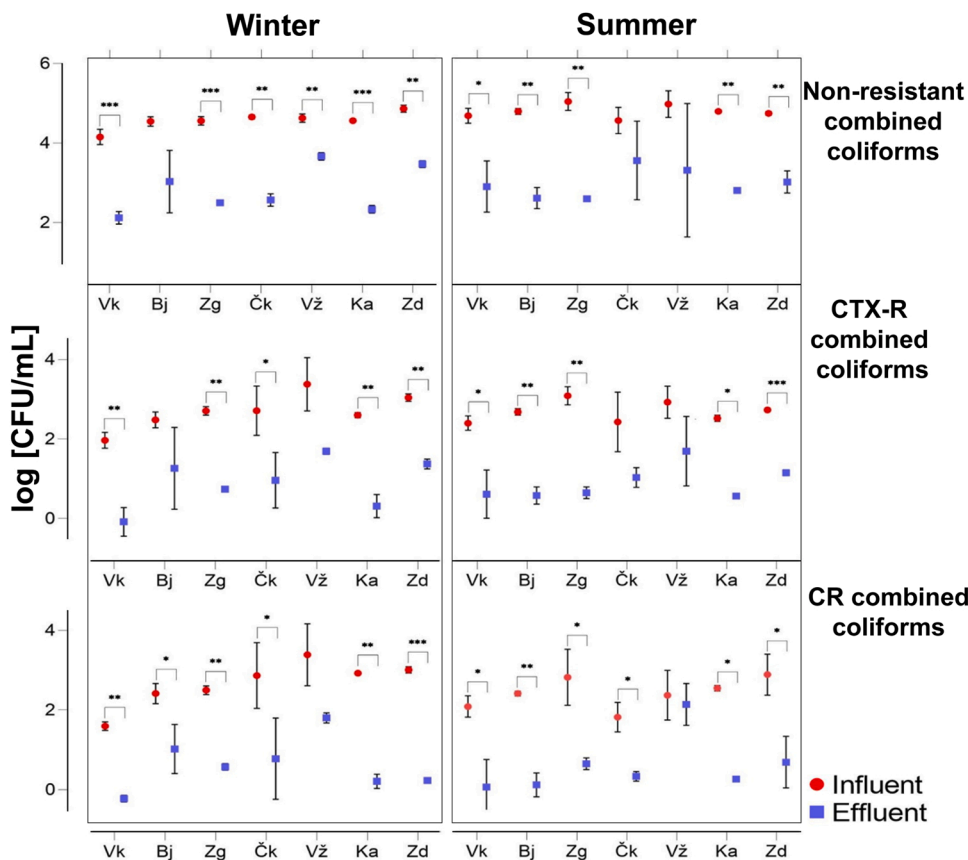 Winter
Summer
6
4
2
*** *** ** ** *** **
* ** ** ** **
Non-resistant
combined
coliforms
Vk Bj Zg Čk Vž Ka Zd
Vk Bj Zg Čk Vž Ka Zd
log [CFU/mL]
4
2
0
** ** * ** **
* ** ** * ***
CTX-R
combined
coliforms
Vk Bj Zg Čk Vž Ka Zd
Vk Bj Zg Čk Vž Ka Zd
4
2
0
** * ** * ** ***
* ** * * * *
CR combined
coliforms
Influent
Effluent
Vk Bj Zg Čk Vž Ka Zd
Vk Bj Zg Čk Vž Ka Zd